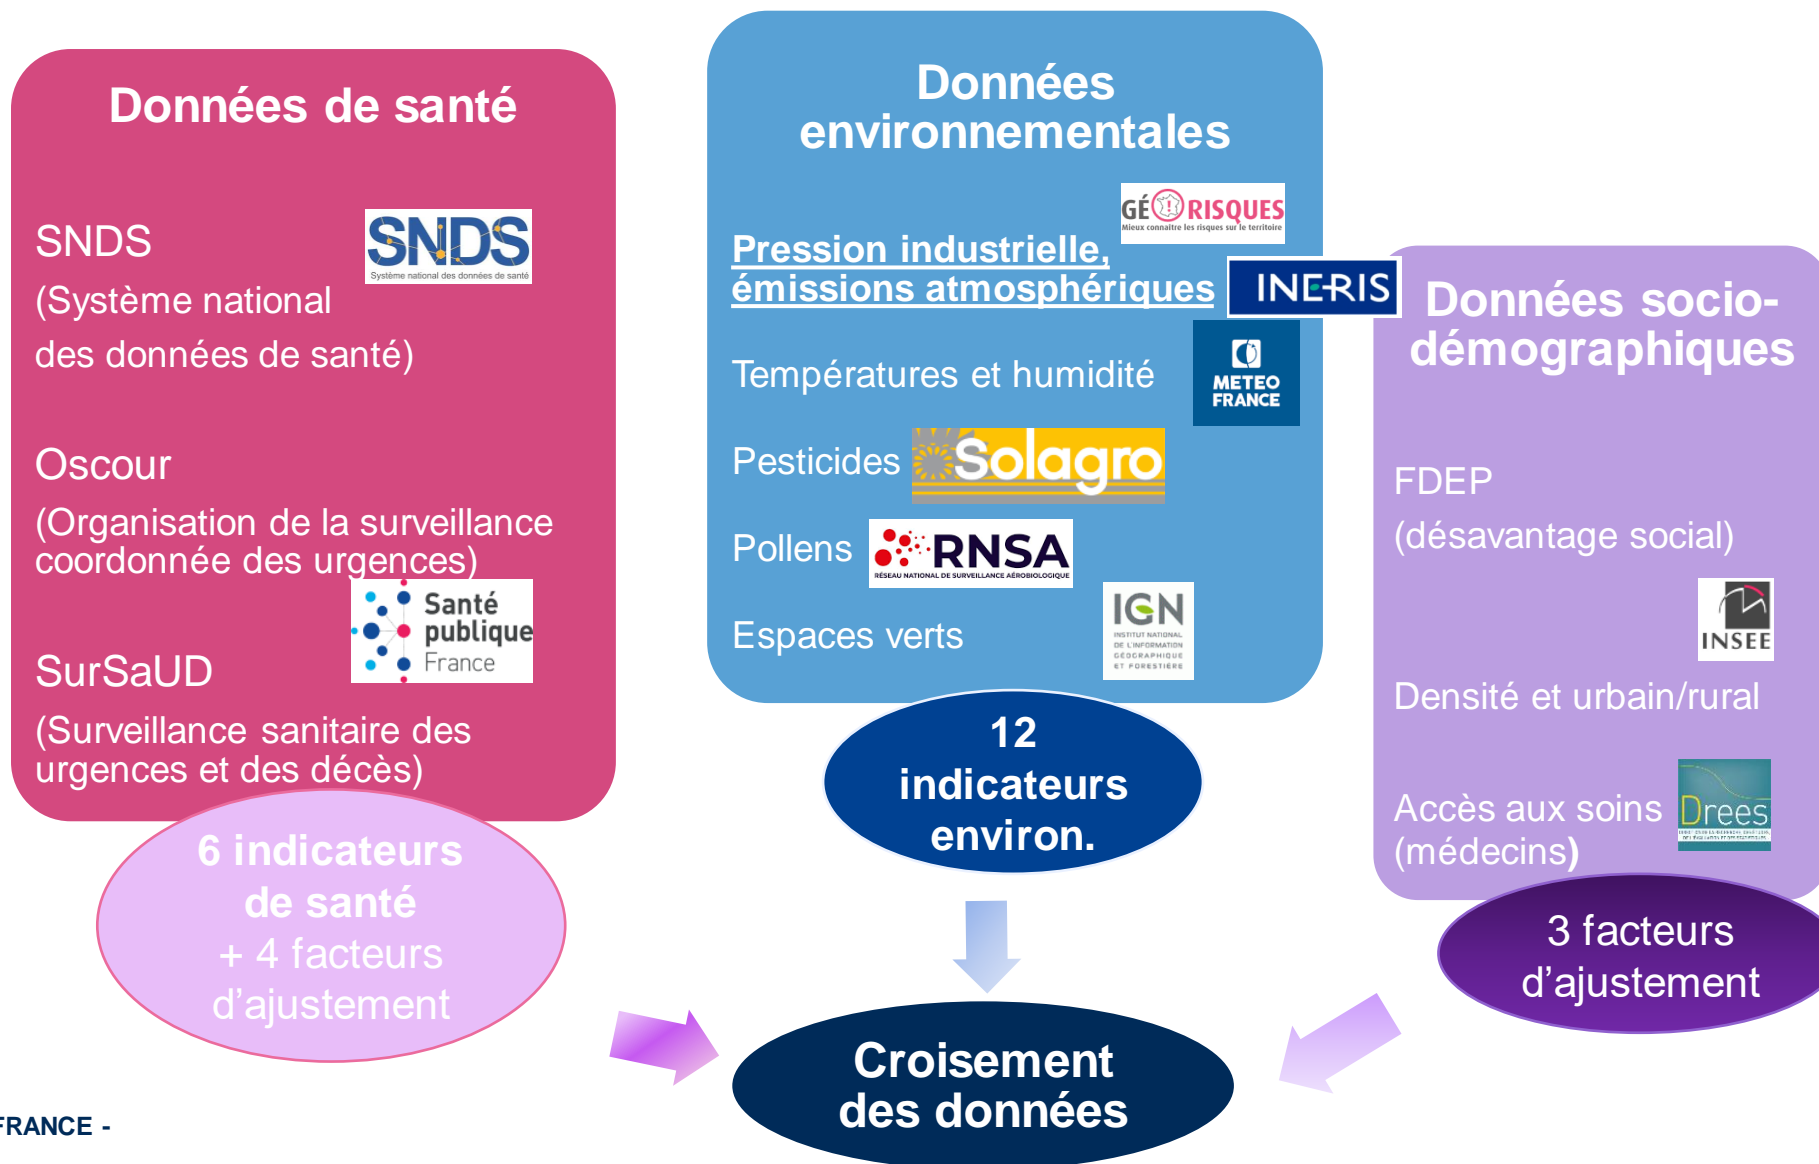 Données de santé
SNDS
SNDS
Système national des données de santé
(Système national
des données de santé)
Oscour
(Organisation de la surveillance
coordonnée des urgences)
Santé
publique
France
SurSaUD
(Surveillance sanitaire des
urgences et des décès)
6 indicateurs
de santé
+ 4 facteurs
d’ajustement
Données
environnementales
GÉORISQUES
Mieux connaître les risques sur le territoire
Pression industrielle,
émissions atmosphériques
INERIS
Températures et humidité
METEO
FRANCE
Pesticides
Solagro
Pollens
RNSA
RÉSEAU NATIONAL DE SURVEILLANCE AÉROBIOLOGIQUE
Espaces verts
IGN
INSTITUT NATIONAL
DE L'INFORMATION
GÉOGRAPHIQUE
ET FORESTIÈRE
12
indicateurs
environ.
Données socio-
démographiques
FDEP
(désavantage social)
INSEE
Densité et urbain/rural
Accès aux soins
(médecins)
Drees
3 facteurs
d’ajustement
Croisement
des données
FRANCE -